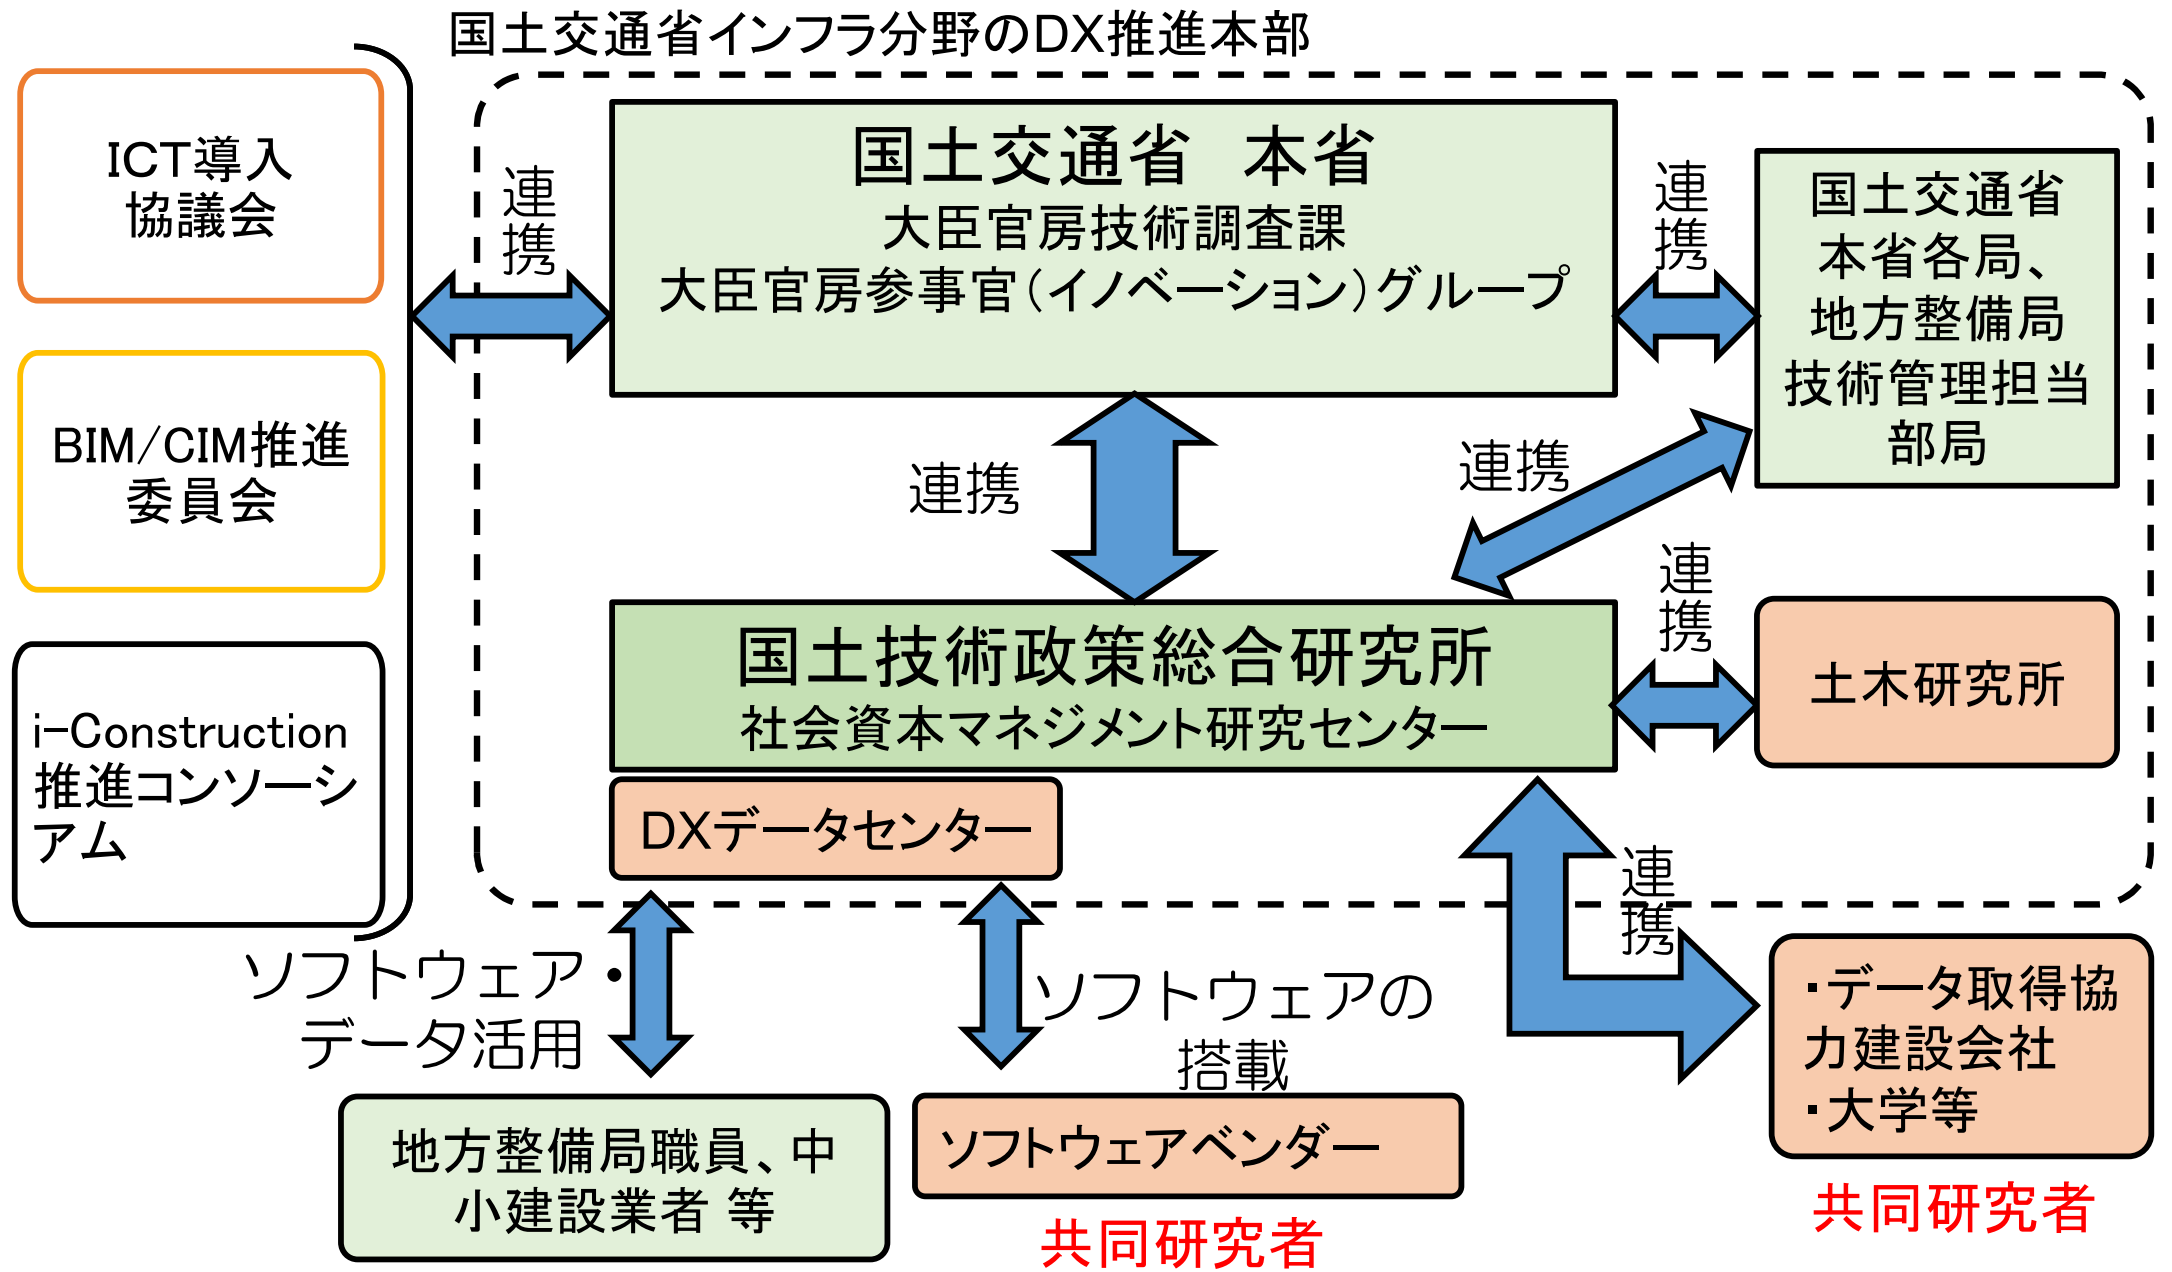 国土交通省インフラ分野のDX推進本部
ICT導入
協議会
BIM/CIM推進
委員会
i-Construction
推進コンソーシ
アム
連
携
国土交通省　本省
大臣官房技術調査課
大臣官房参事官（イノベーション）グループ
連
携
国土交通省
本省各局、
地方整備局
技術管理担当
部局
連携
連携
国土技術政策総合研究所
社会資本マネジメント研究センター
連
携
土木研究所
DXデータセンター
連
携
ソフトウェア・
データ活用
ソフトウェアの
搭載
地方整備局職員、中
小建設業者 等
ソフトウェアベンダー
共同研究者
・データ取得協
力建設会社
・大学等
共同研究者